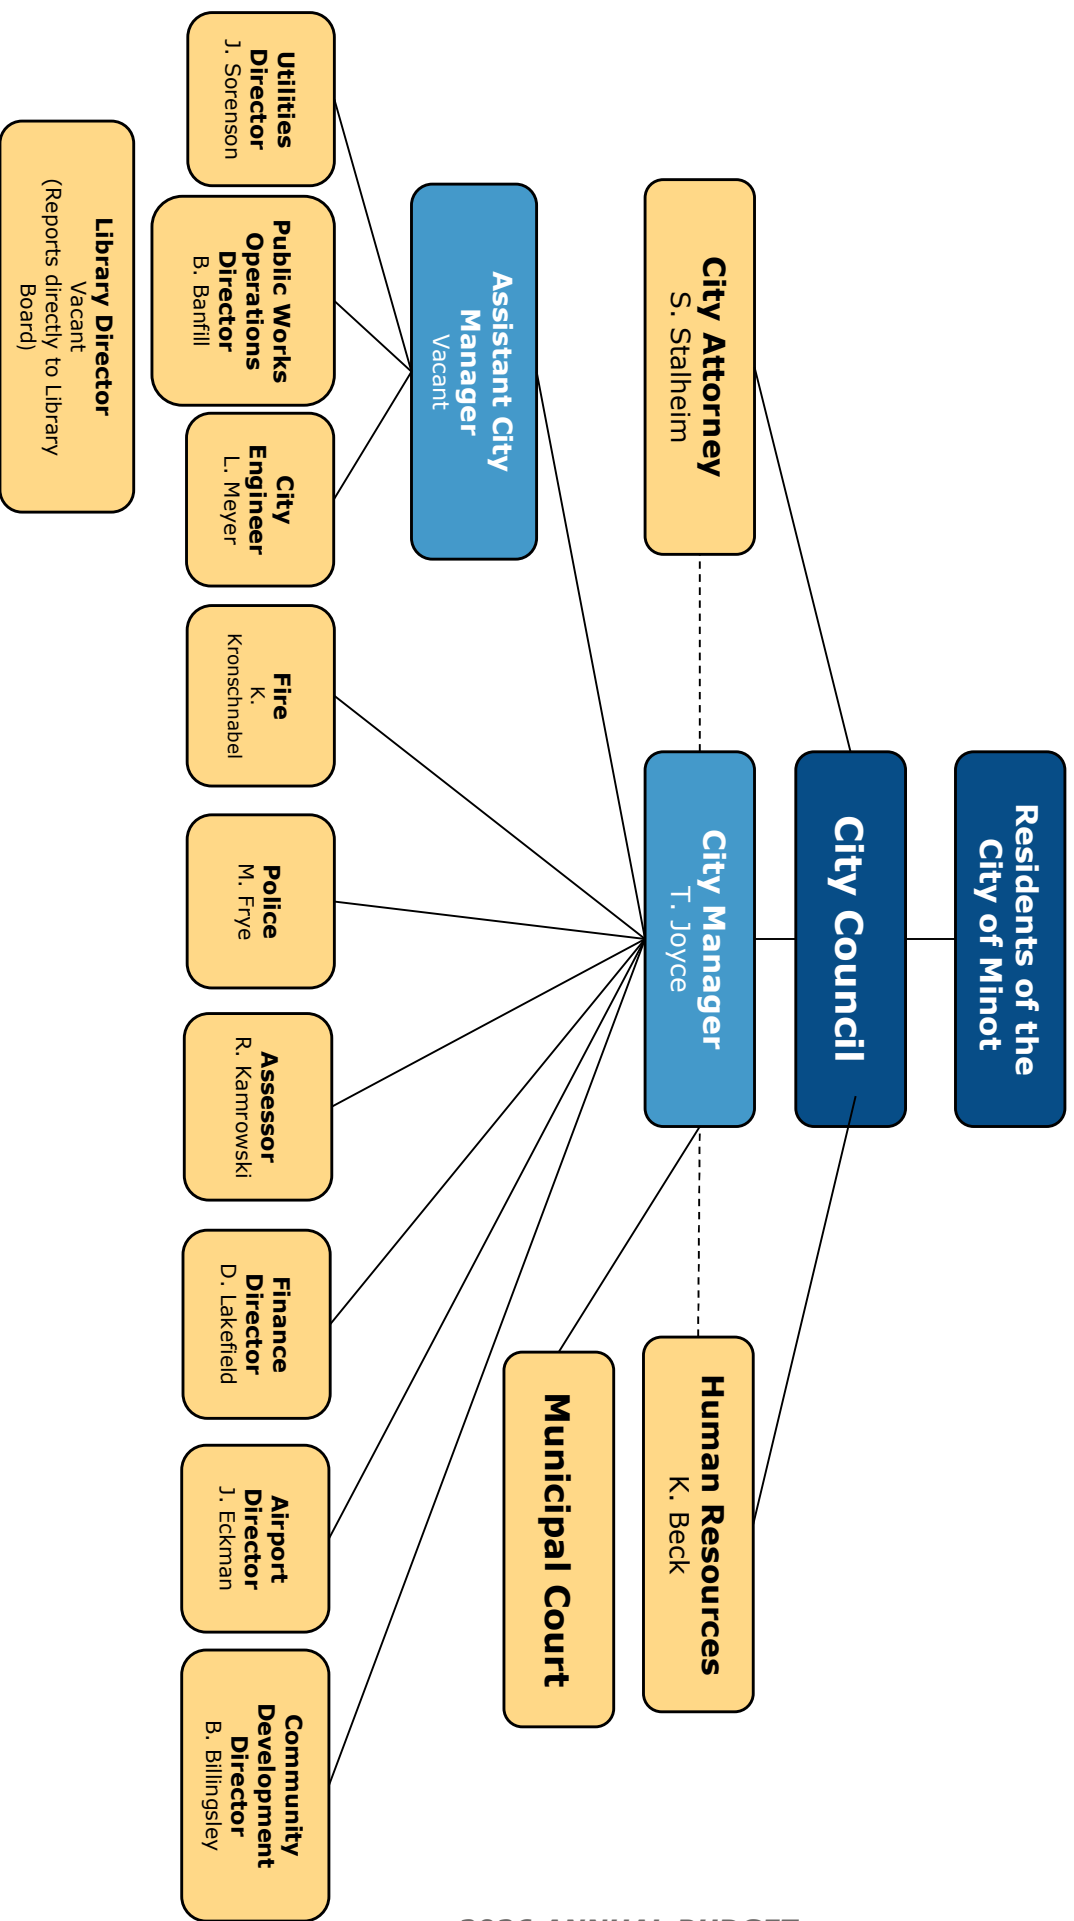 Residents of the
City of Minot
City Council
City Attorney
S. Stalheim
City Manager
T. Joyce
Human Resources
K. Beck
Municipal Court
Assistant City
Manager
Vacant
Utilities
Director
J. Sorenson
Public Works
Operations
Director
B. Banfill
City
Engineer
L. Meyer
Fire
K.
Kronschnabel
Police
M. Frye
Assessor
R. Kamrowski
Finance
Director
D. Lakefield
Airport
Director
J. Eckman
Community
Development
Director
B. Billingsley
Library Director
Vacant
(Reports directly to Library
Board)
ANNUAL BUDGET